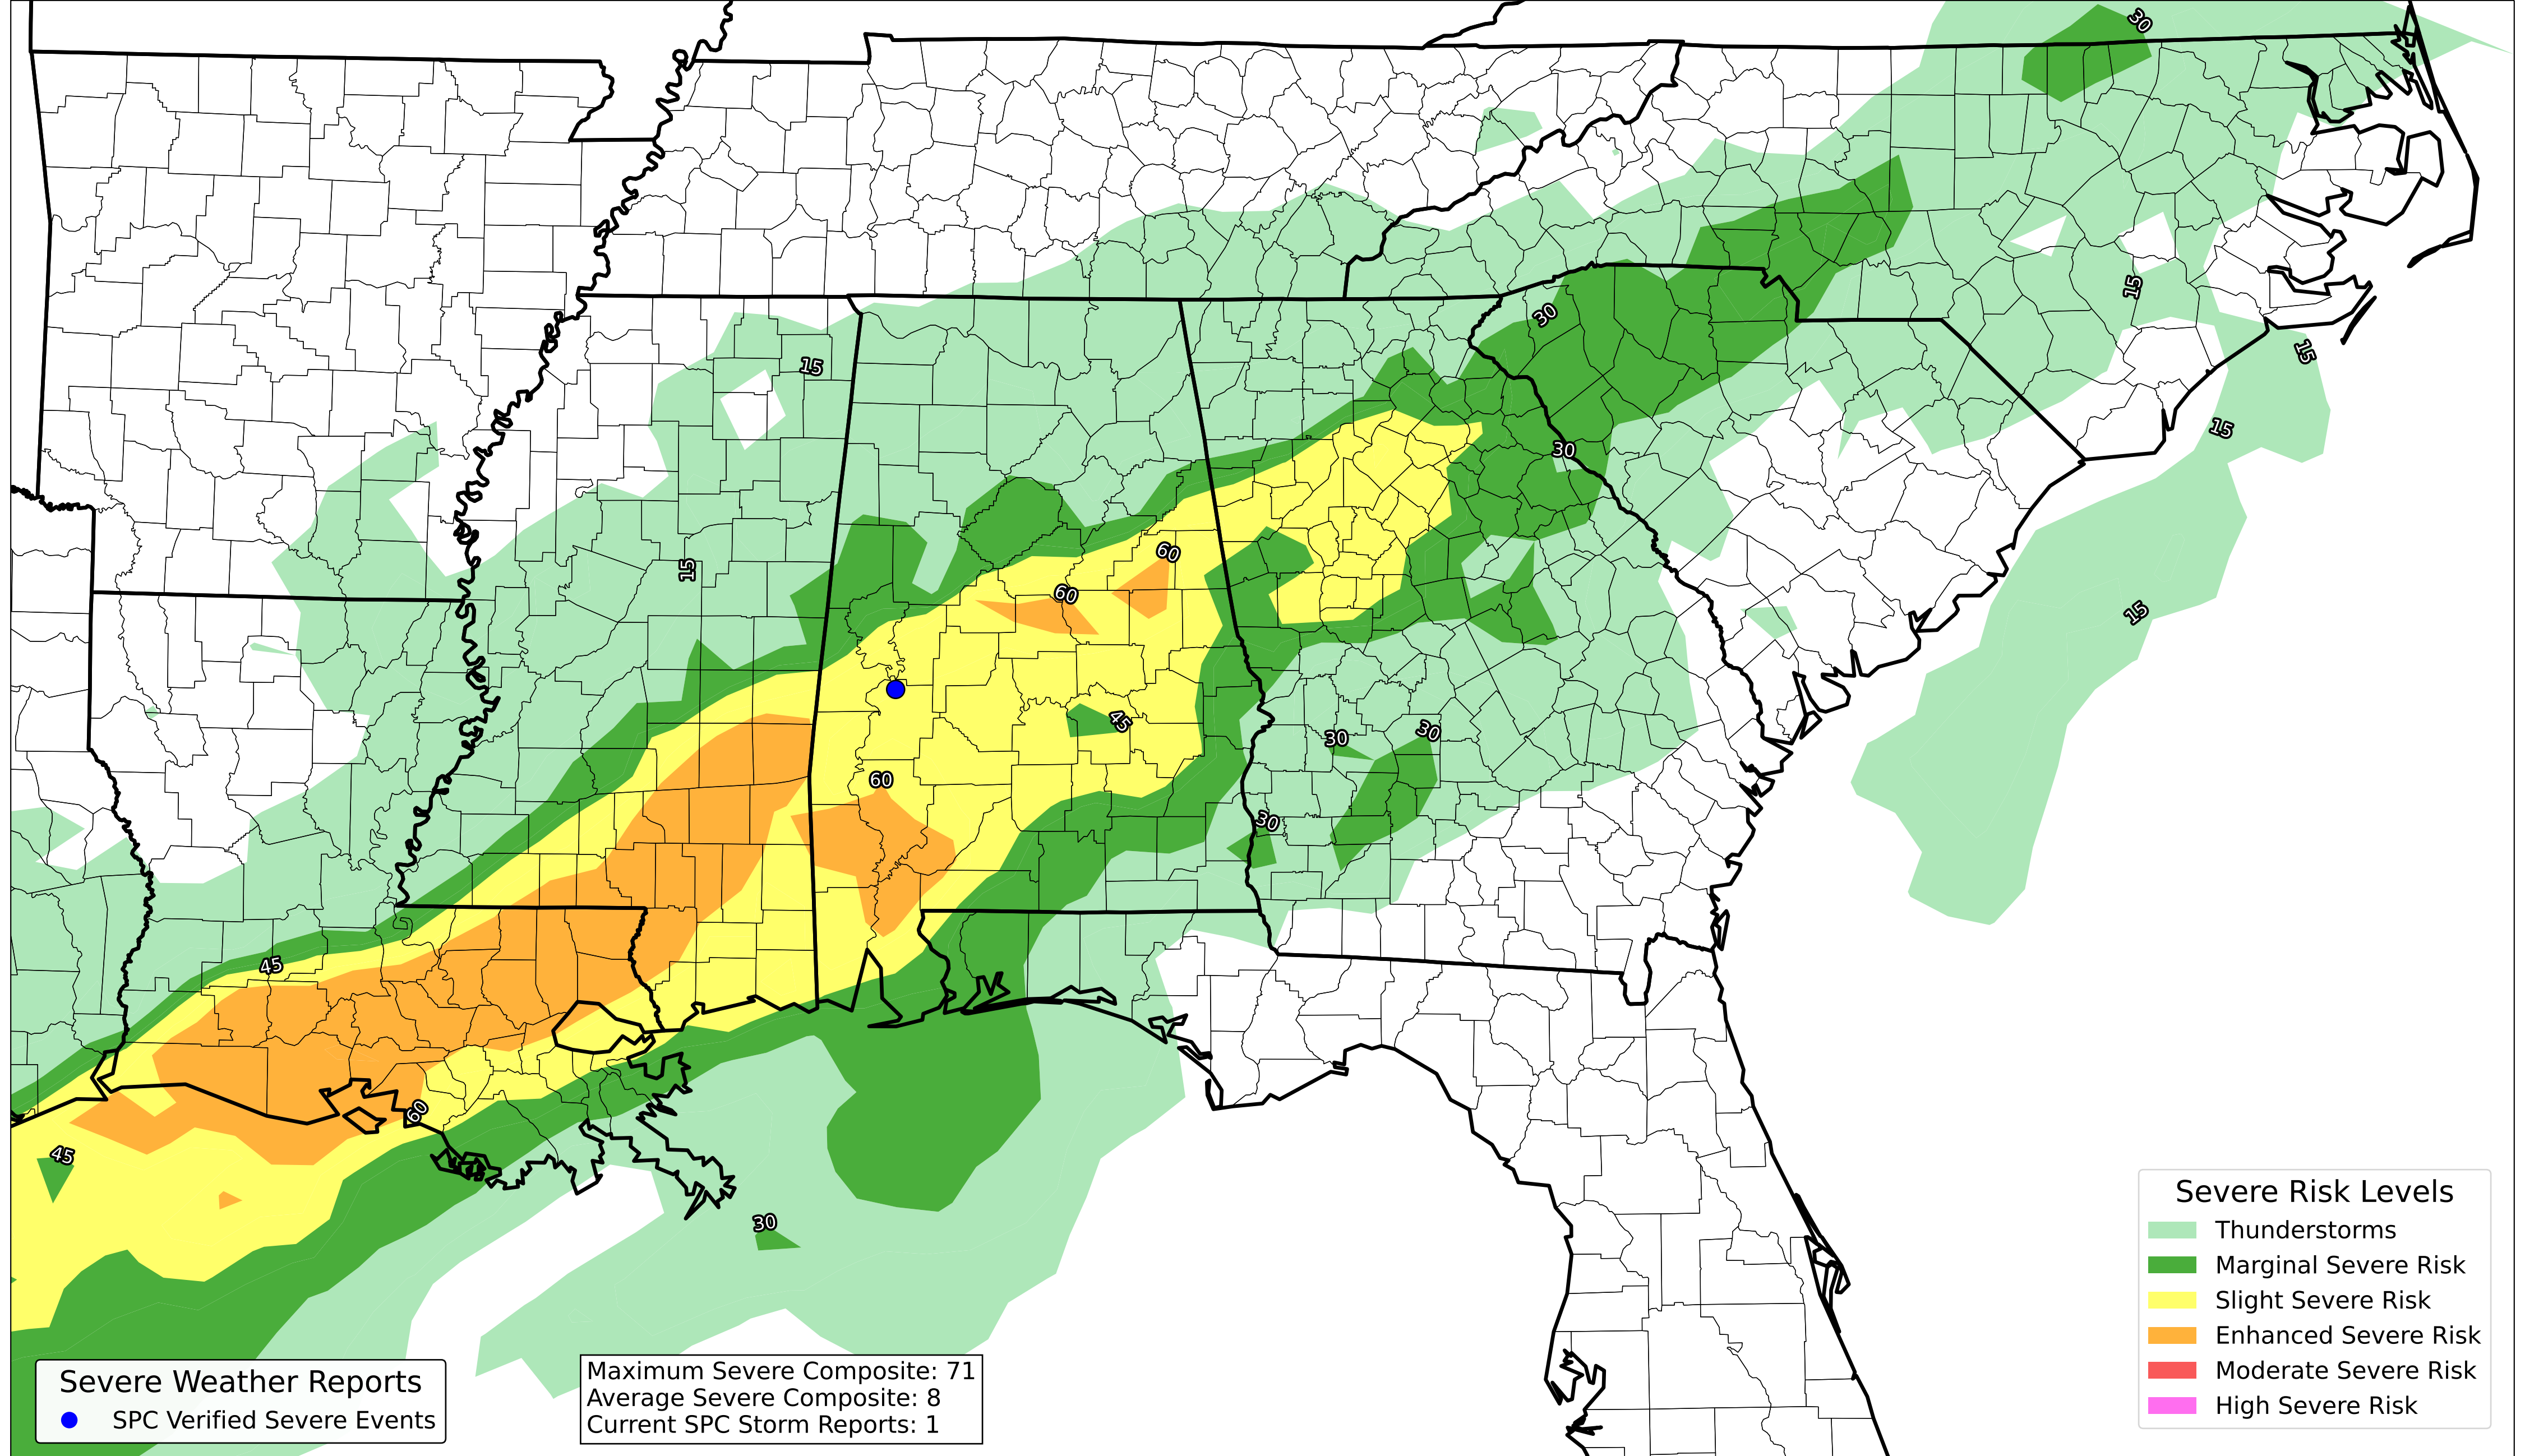 30
15
30
15
15
30
15
60
15
60
15
45
30
30
60
30
45
60
45
30
Severe Risk Levels
Thunderstorms
Marginal Severe Risk
Slight Severe Risk
Enhanced Severe Risk
Moderate Severe Risk
High Severe Risk
Severe Weather Reports
SPC Verified Severe Events
Maximum Severe Composite: 71
Average Severe Composite: 8
Current SPC Storm Reports: 1